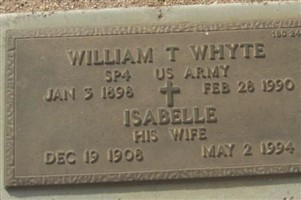 WILLIAM T WHYTE
SP4 US ARMY
JAN 3 1898 FEB 28 1990
ISABELLE
HIS WIFE
DEC 19 1908 MAY 2 1994